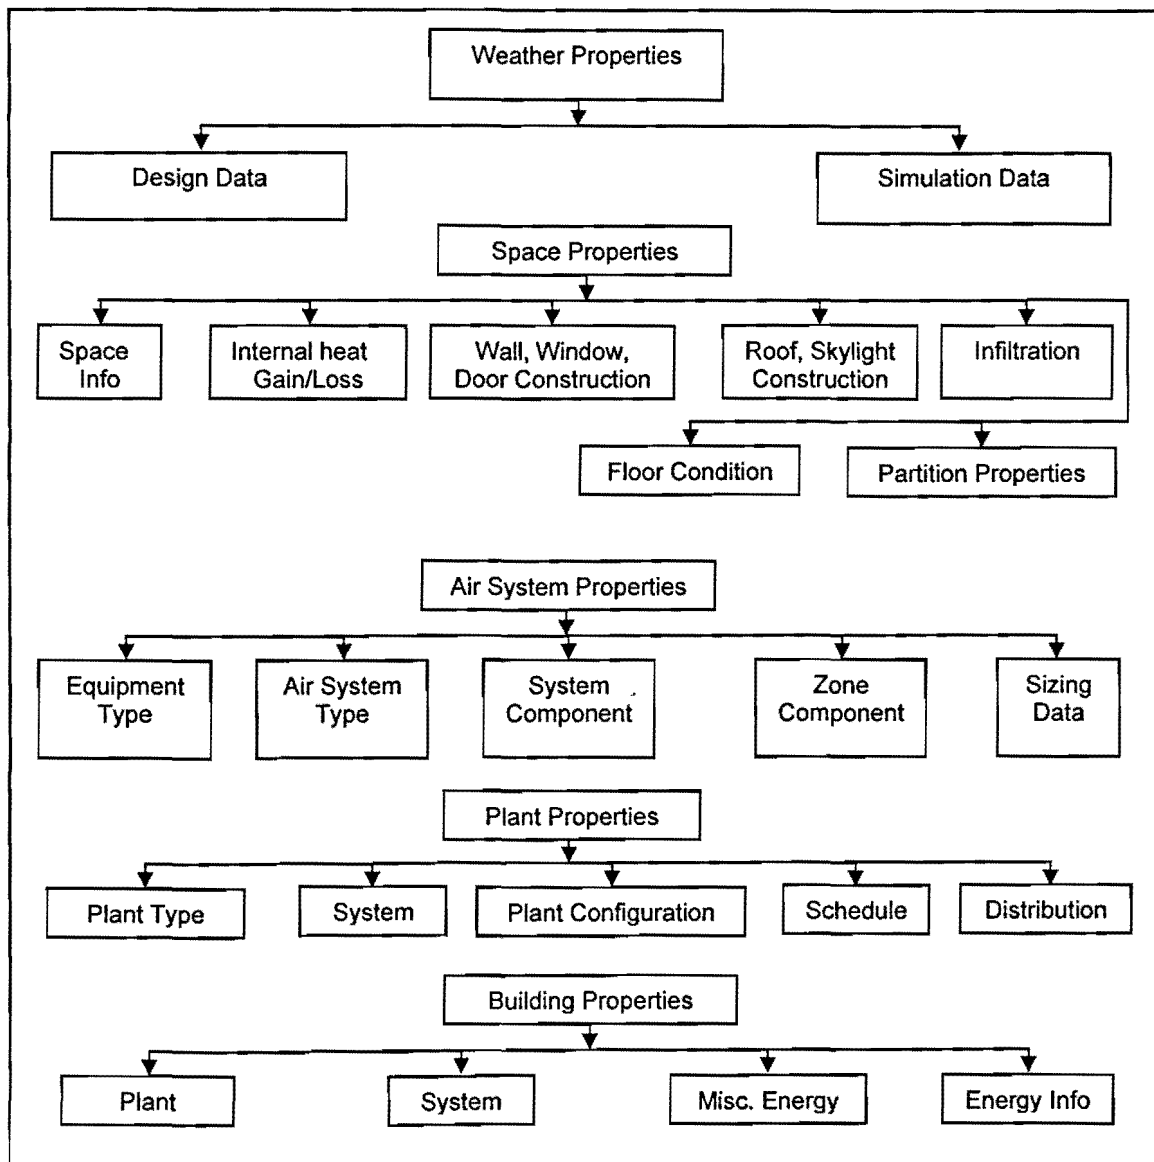 Weather Properties
Design Data
Simulation Data
Space Properties
Space
Info
Internal heat
Gain/Loss
Wall, Window,
Door Construction
Roof, Skylight
Construction
Infiltration
Floor Condition
Partition Properties
Air System Properties
Equipment
Type
Air System
Type
System
Component
Zone
Component
Sizing
Data
Plant Properties
Plant Type
System
Plant Configuration
Schedule
Distribution
Building Properties
Plant
System
Misc. Energy
Energy Info